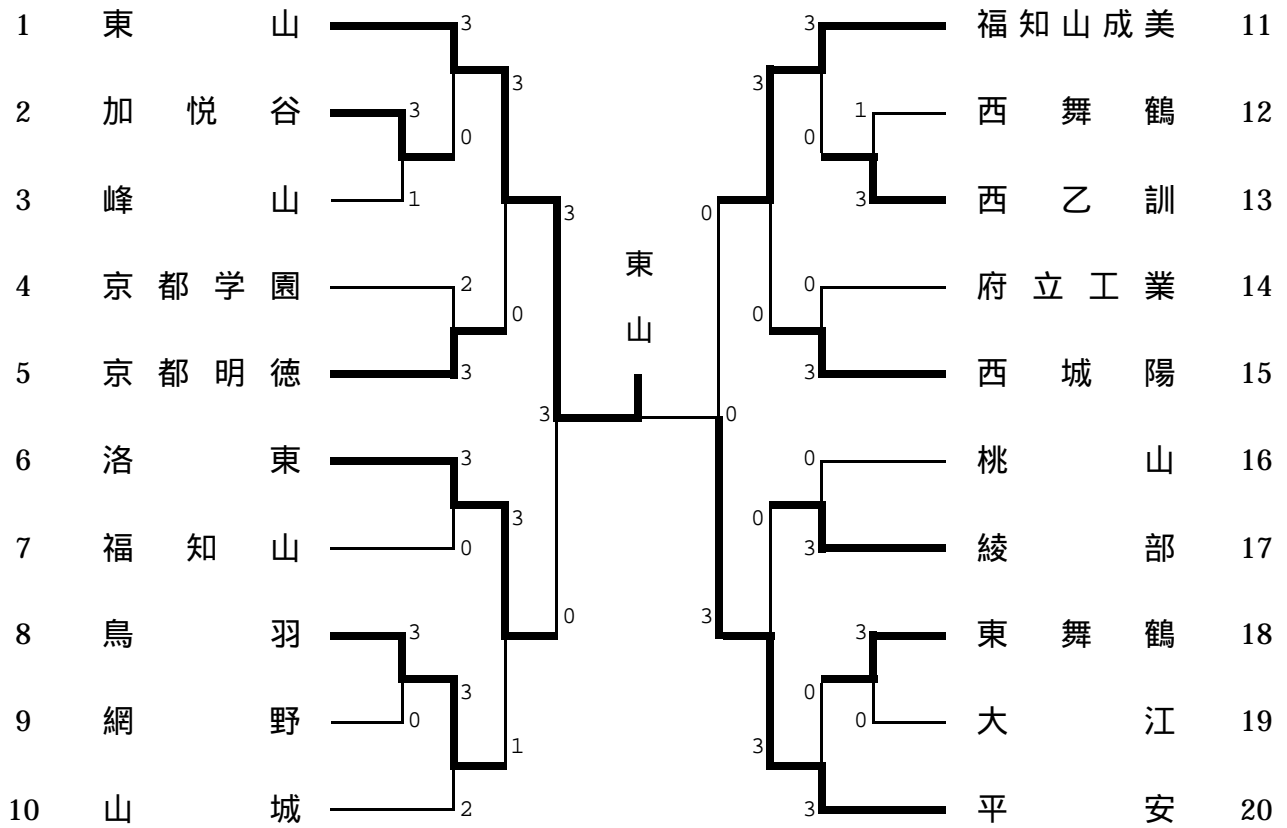 1 東山 3 3 福知山成美 11
3 3
2 加悦谷 3 1 西舞鶴 12
0 0
3 峰山 1 3 西乙訓 13
3 0
東
4 京都学園 2 0 府立工業 14
0 0
山
5 京都明徳 3 3 西城陽 15
3 0
6 洛東 3 0 桃山 16
3 0
7 福知山 0 3 綾部 17
0 3
8 鳥羽 3 3 東舞鶴 18
3 0
9 網野 0 0 大江 19
1 3
10 山城 2 3 平安 20